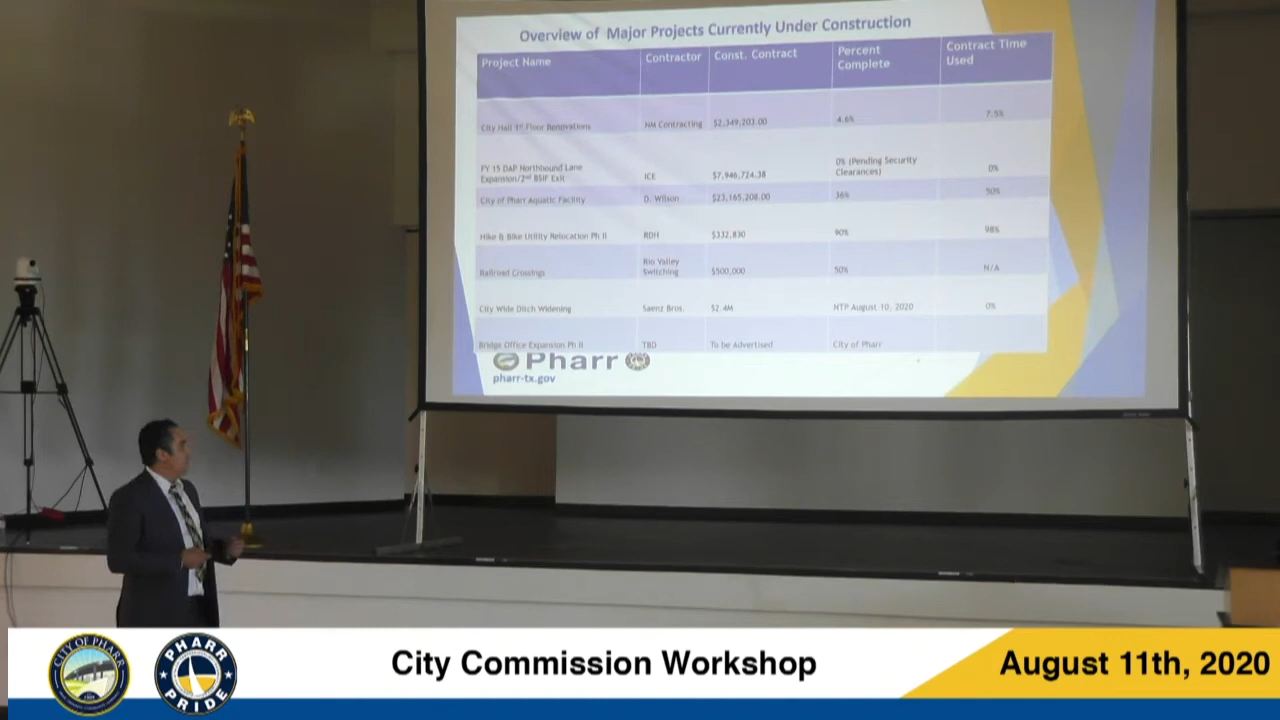 Overview of Major Projects Currently Under Construction
Project Name Contractor Const. Contract Percent Complete Contract Time Used
City Hall 1st Floor Renovations NM Contracting $2,349,203.00 4.6% 7.5%
FY 15 DAP Northbound Lane Expansion/2nd BSIF Exit ICE $7,946,724.38 0% (Pending Security Clearances) 0%
City of Pharr Aquatic Facility D. Wilson $23,165,208.00 36% 50%
Hike & Bike Utility Relocation Ph II RDH $332,830 90% 98%
Railroad Crossings Rio Valley Switching $500,000 50% N/A
City Wide Ditch Widening Saenz Bros. $2.4M NTP August 10, 2020 0%
Bridge Office Expansion Ph II TBD To be Advertised City of Pharr
Pharr
pharr-tx.gov
CITY OF PHARR
PHARR PRIDE
City Commission Workshop
August 11th, 2020